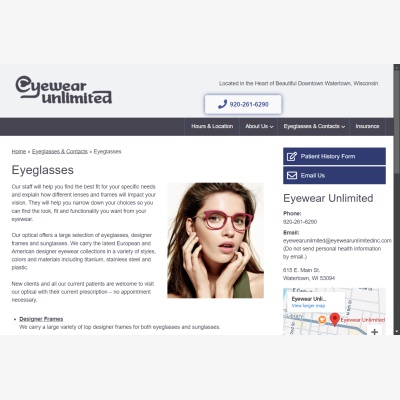 Eyewear
unlimited
Located in the Heart of Beautiful Downtown Watertown, Wisconsin
920-261-6290
Hours & Location
About Us
Eyeglasses & Contacts
Insurance
Home » Eyeglasses & Contacts » Eyeglasses
Eyeglasses
Our staff will help you find the best fit for your specific needs
and explain how different lenses and frames will impact your
vision. They will help you narrow down your choices so you
can find the look, fit and functionality you want from your
eyewear.
Our optical offers a large selection of eyeglasses, designer
frames and sunglasses. We carry the latest European and
American designer eyewear collections in a variety of styles,
colors and materials including titanium, stainless steel and
plastic.
New clients and all our current patients are welcome to visit
our optical with their current prescription – no appointment
necessary.
Designer Frames
We carry a large variety of top designer frames for both eyeglasses and sunglasses.
Patient History Form
Email Us
Eyewear Unlimited
Phone:
920-261-6290
Email:
eyewearunlimited@eyewearunlimitedinc.com
(Do not send personal health information
by email.)
615 E. Main St.
Watertown, WI 53094
Eyewear Unli...
View larger map
Eyewear Unlimited
+